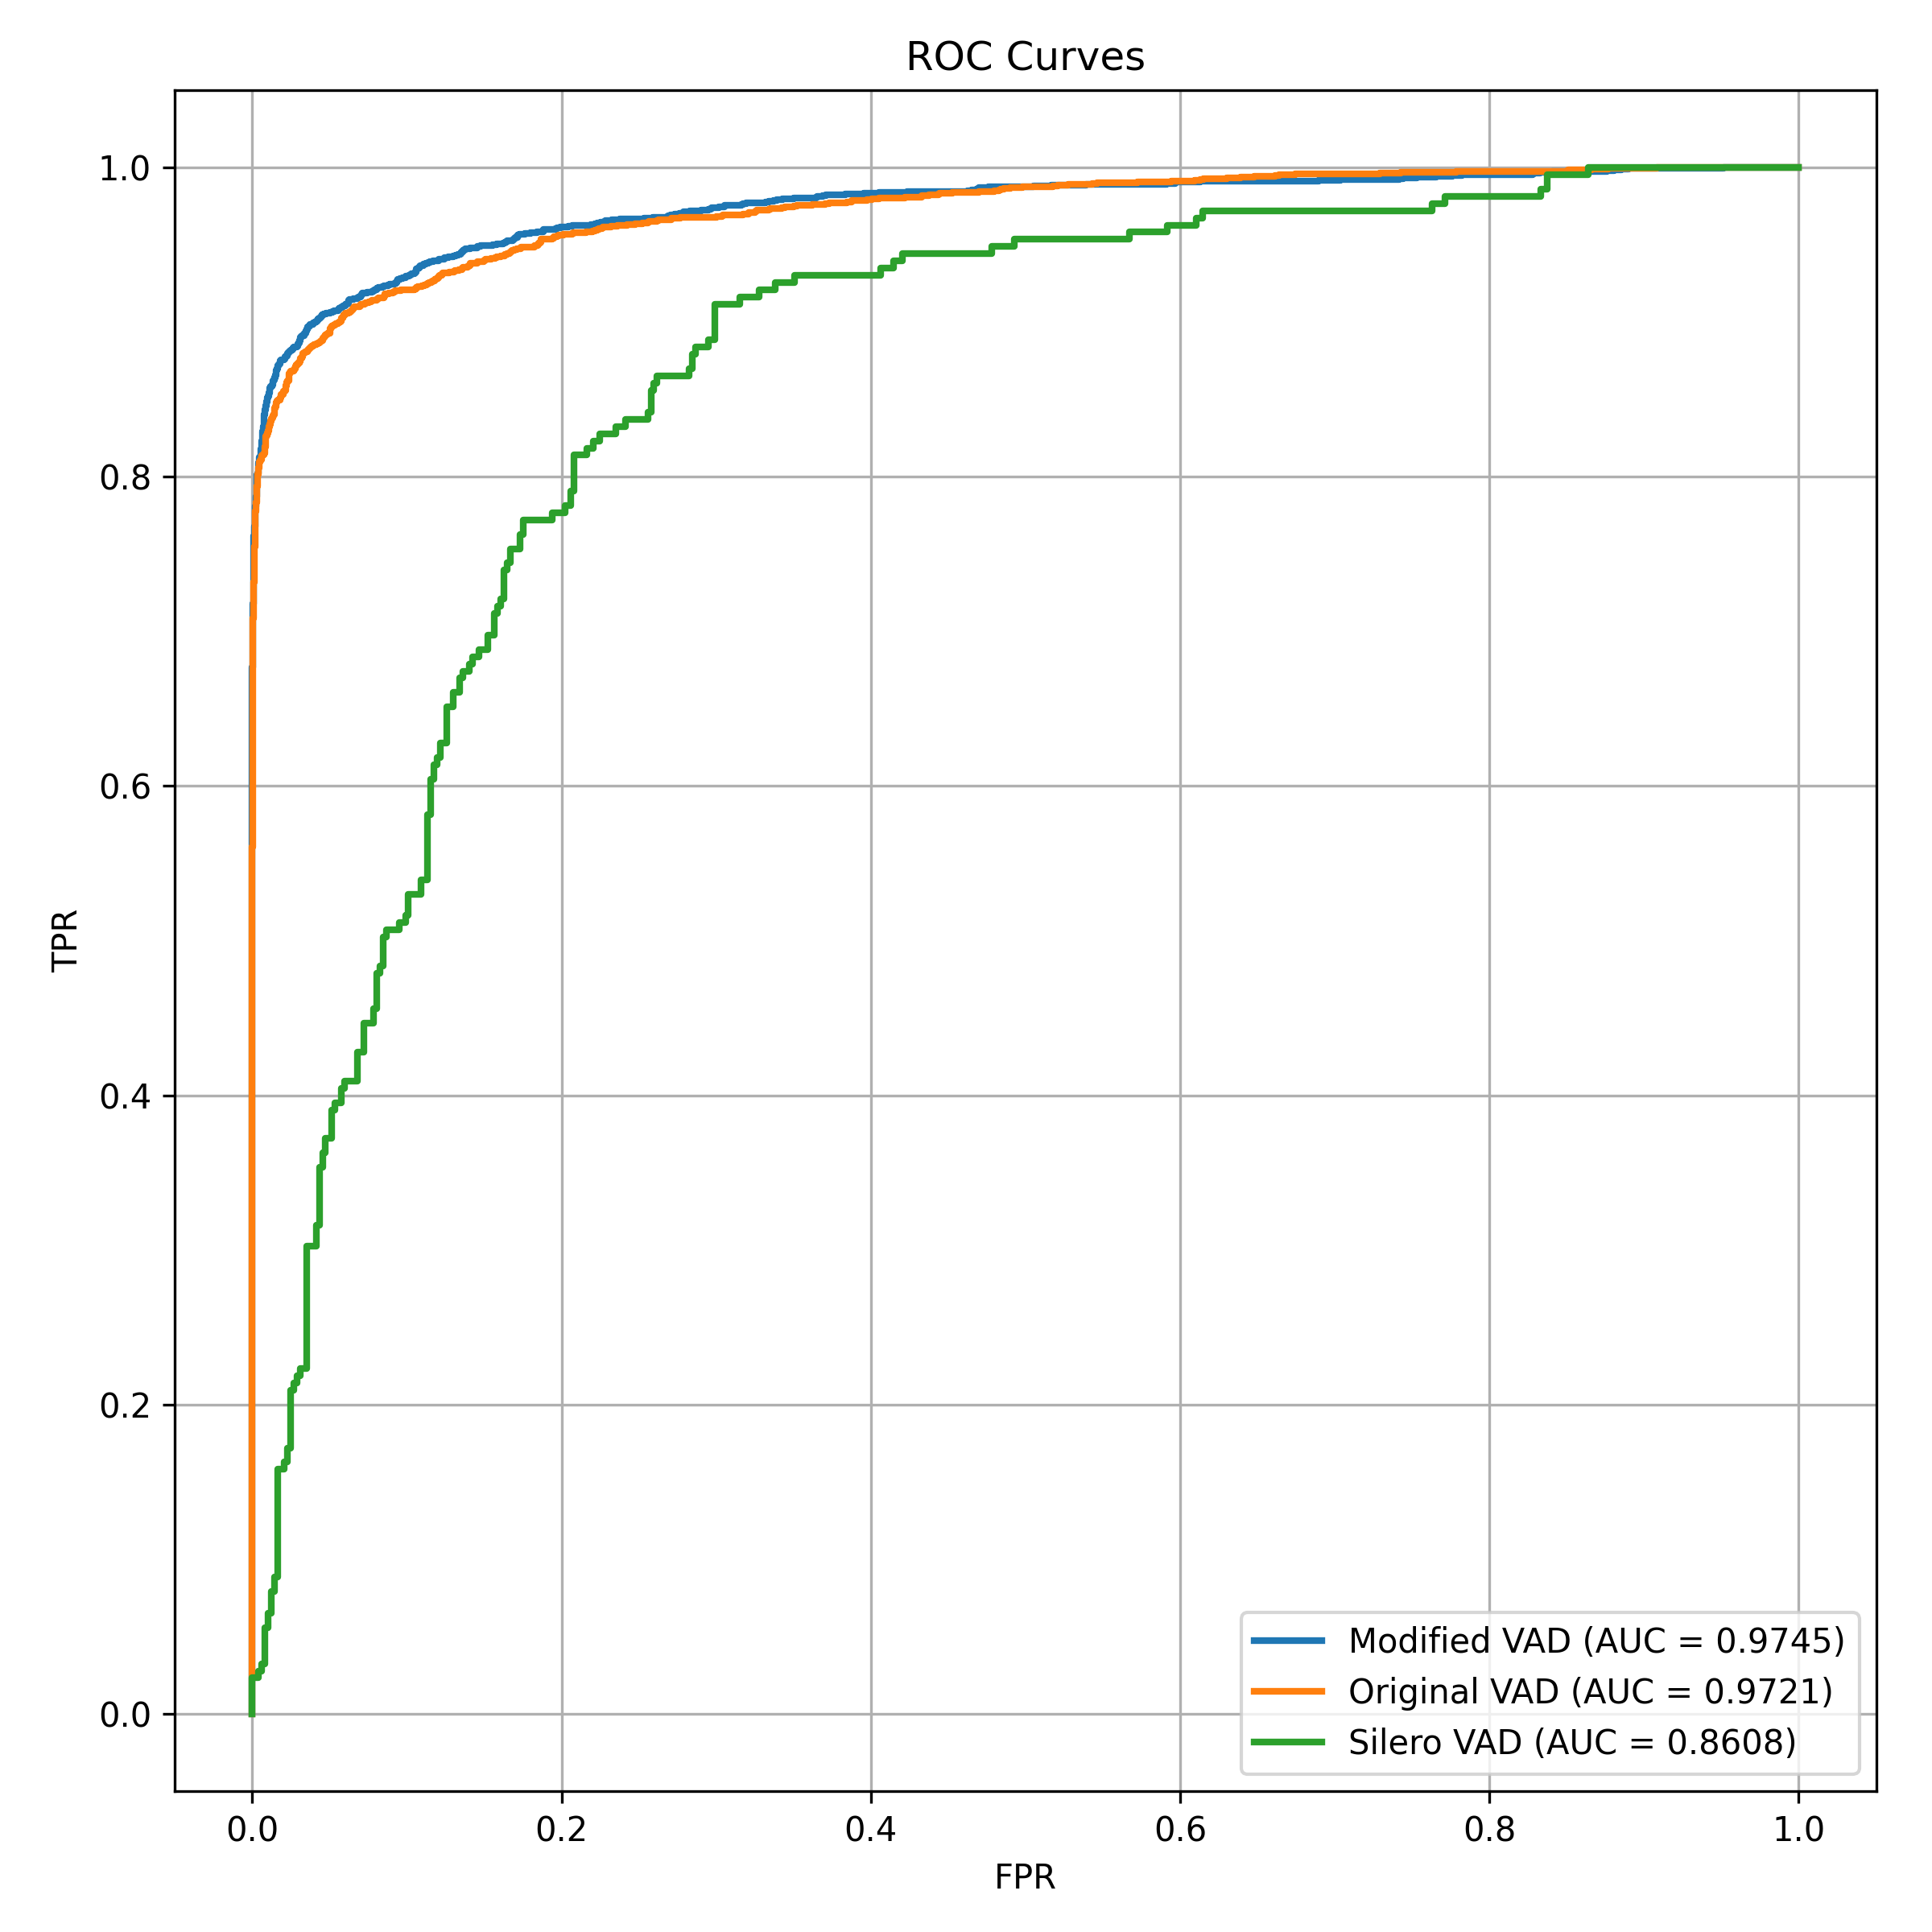 ROC Curves
1.0
0.8
0.6
0.4
0.2
0.0
TPR
0.0 0.2 0.4 0.6 0.8 1.0
FPR
Modified VAD (AUC = 0.9745)
Original VAD (AUC = 0.9721)
Silero VAD (AUC = 0.8608)